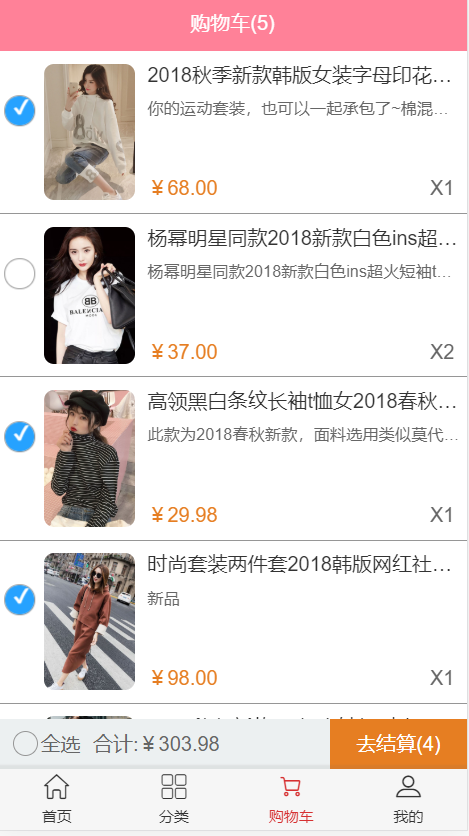 购物车(5)
2018秋季新款韩版女装字母印花…
你的运动套装，也可以一起承包了~棉混…
￥68.00
X1
杨幂明星同款2018新款白色ins超…
杨幂明星同款2018新款白色ins超火短袖t…
BB
BALENCIA
MODE
￥37.00
X2
高领黑白条纹长袖t恤女2018春秋…
此款为2018春秋新款，面料选用类似莫代…
￥29.98
X1
时尚套装两件套2018韩版网红社…
新品
￥98.00
X1
全选 合计:￥303.98
去结算(4)
首页 分类 购物车 我的